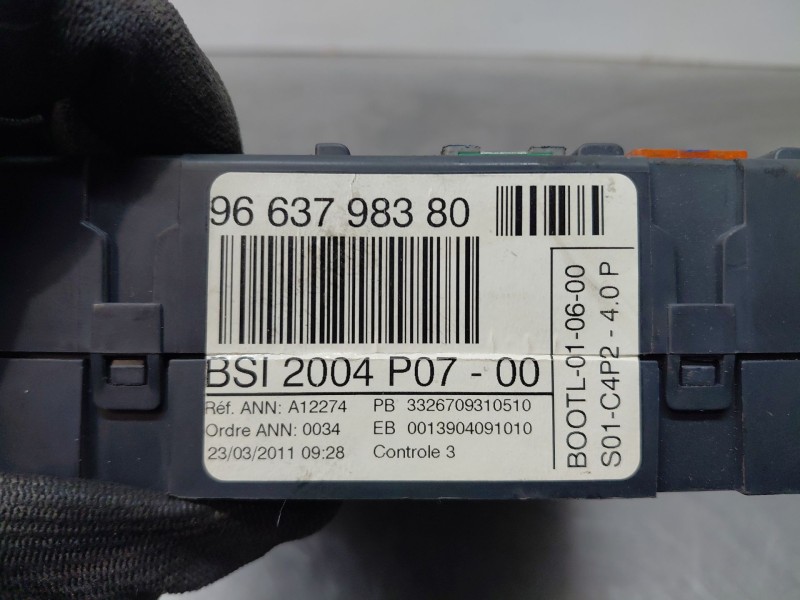 96 637 983 80
BSI 2004 P07 - 00
Réf. ANN: A12274 PB 3326709310510
Ordre ANN: 0034 EB 0013904091010
23/03/2011 09:28 Controle 3
BOOTL-01-06-00
S01-C4P2 - 4.0 P